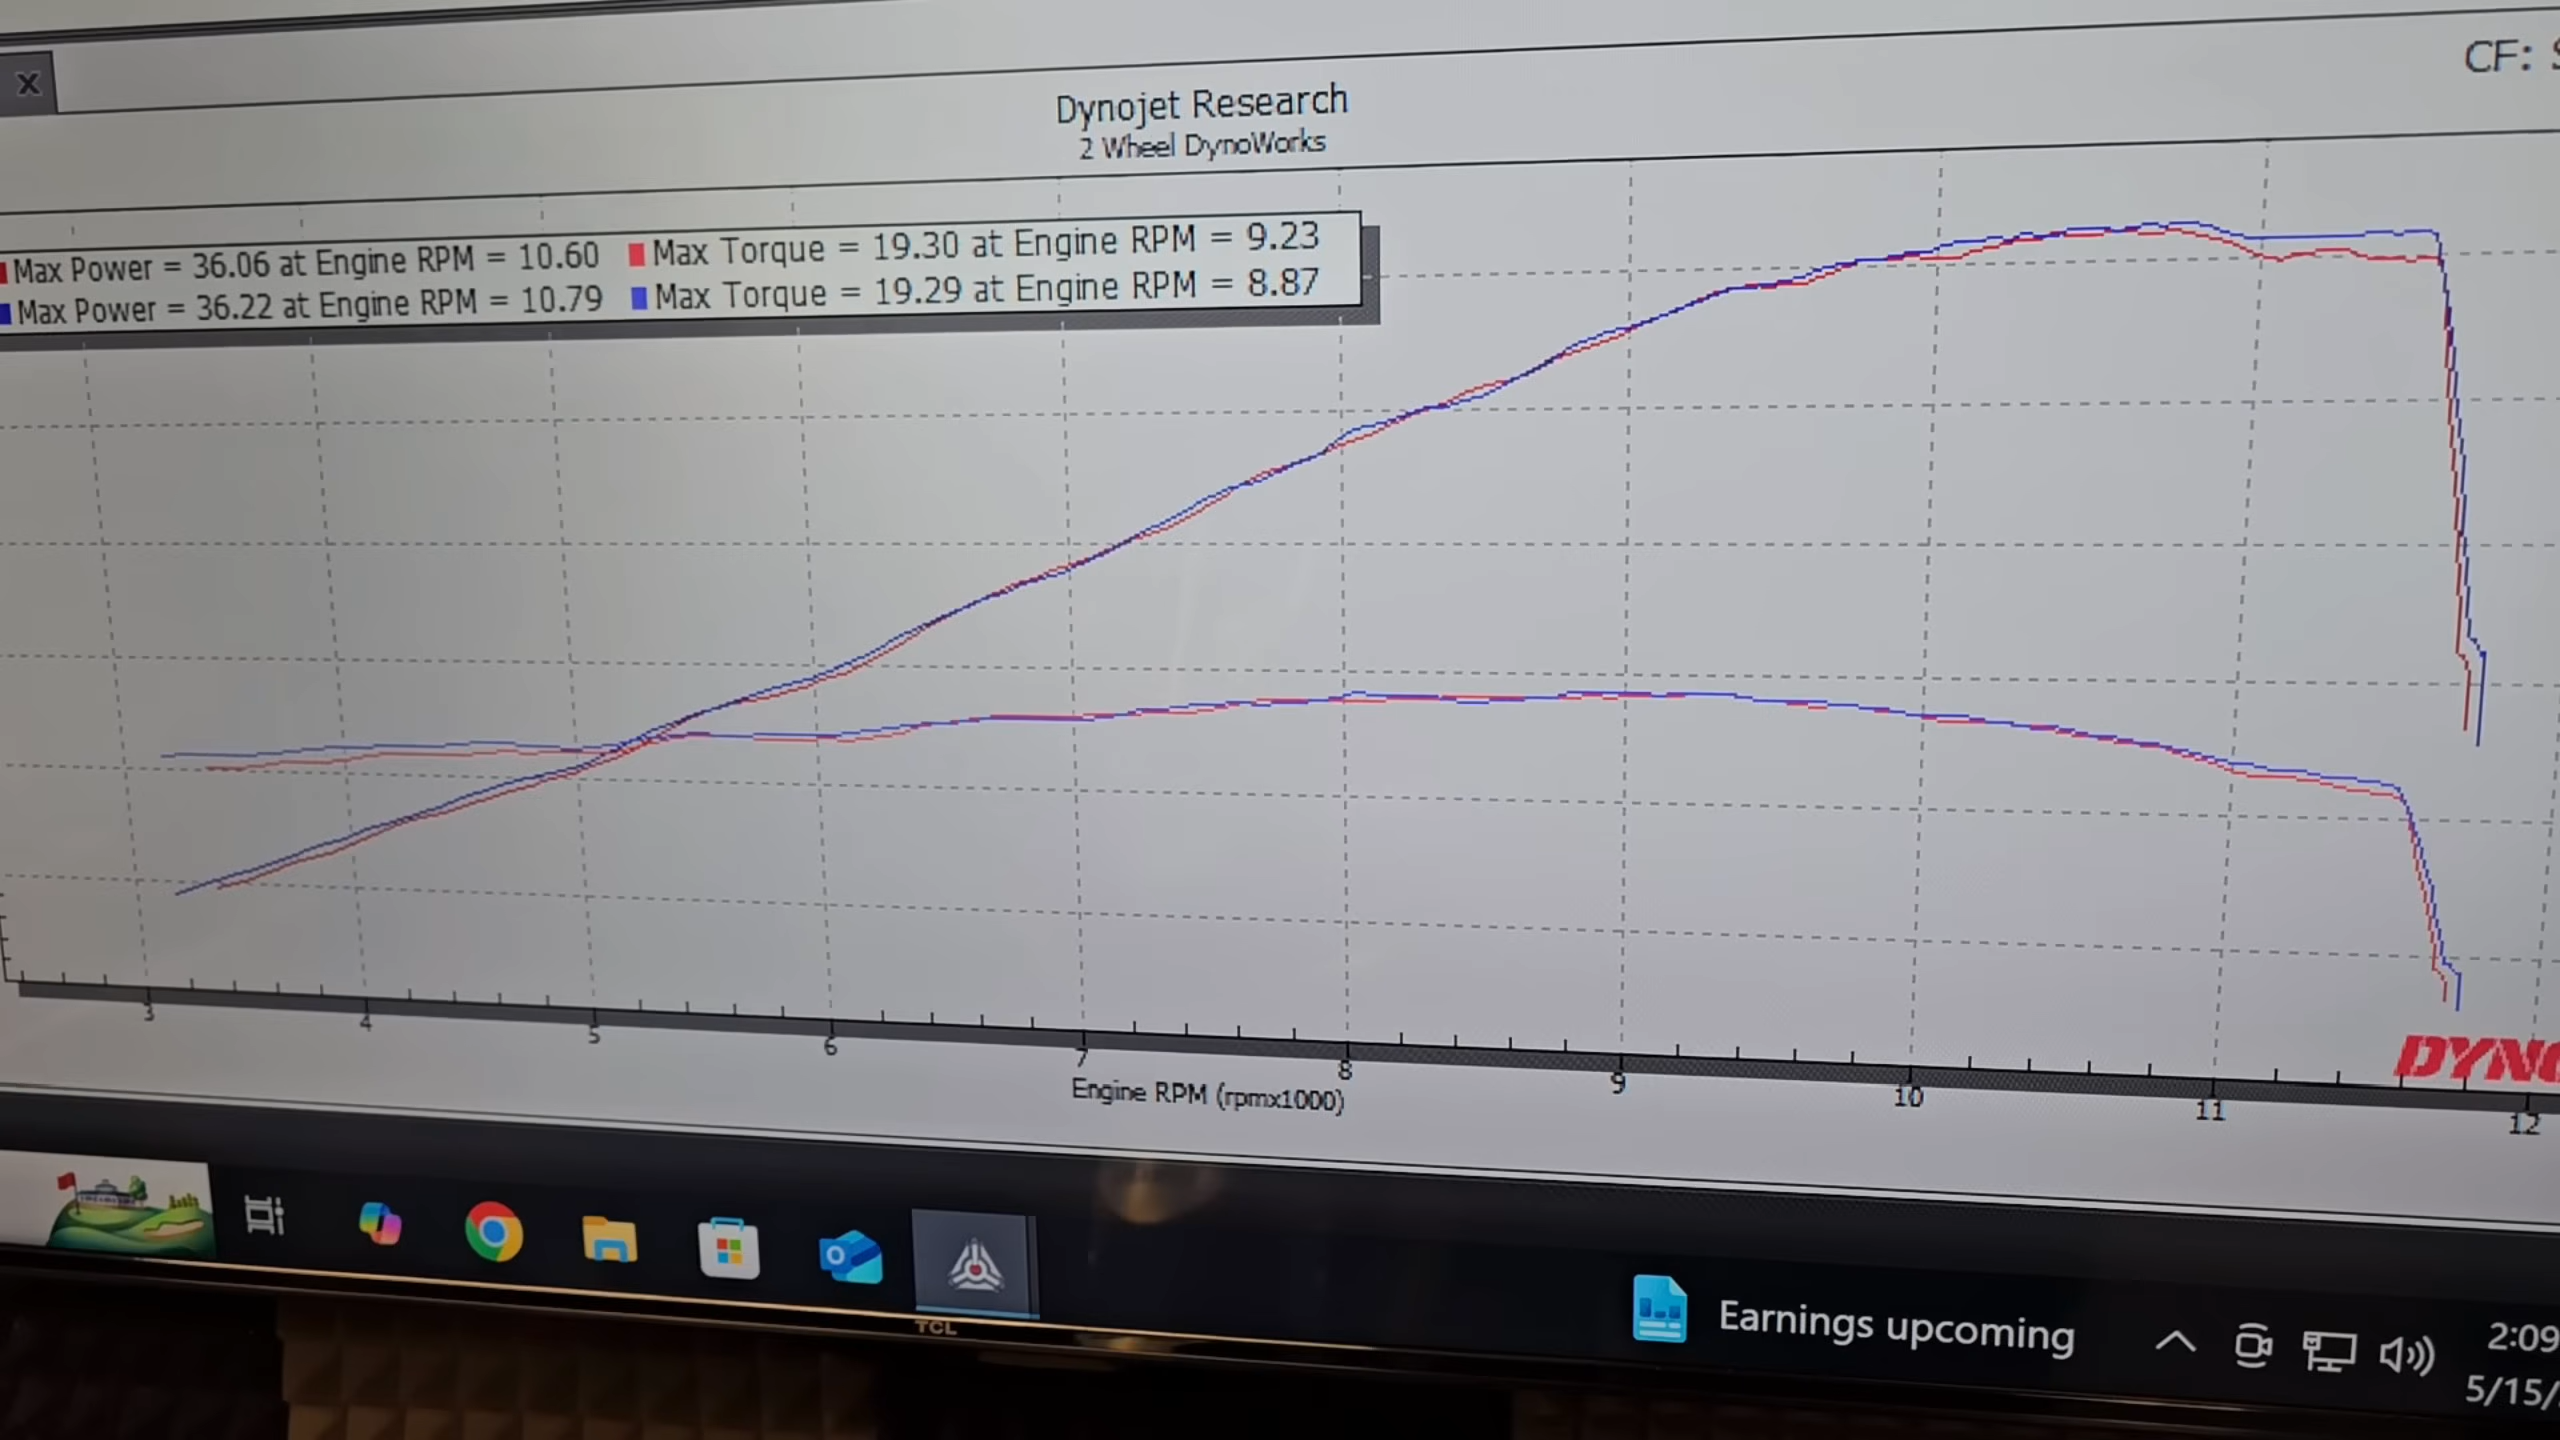 X
CF:
Dynojet Research
2 Wheel DynoWorks
Max Power = 36.06 at Engine RPM = 10.60 Max Torque = 19.30 at Engine RPM = 9.23
Max Power = 36.22 at Engine RPM = 10.79 Max Torque = 19.29 at Engine RPM = 8.87
3 4 5 6 7 8 9 10 11 12
Engine RPM (rpmx1000)
DYNO
Earnings upcoming
2:09
5/15/
TCL